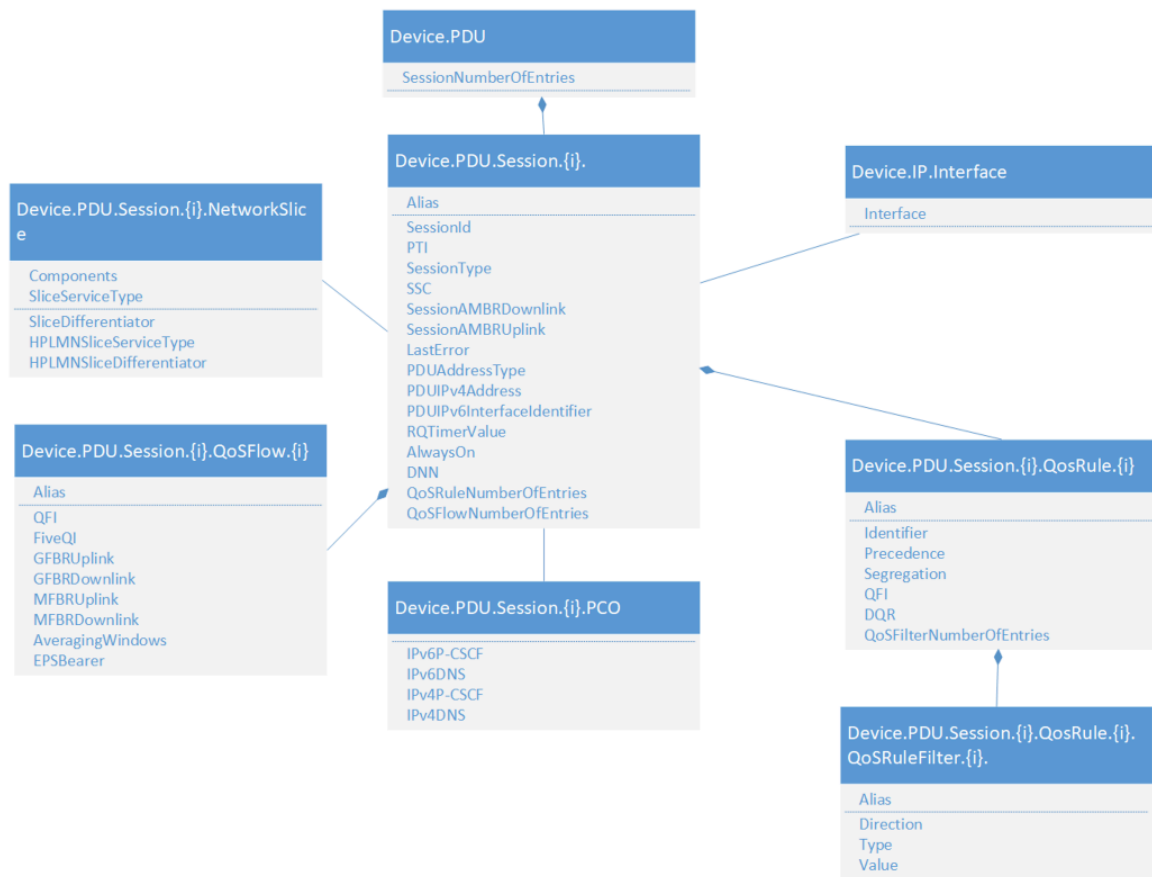 Device.PDU
SessionNumberOfEntries
Device.PDU.Session.{i}.
Alias
SessionId
PTI
SessionType
SSC
SessionAMBRDownlink
SessionAMBRUplink
LastError
PDUAddressType
PDUIPv4Address
PDUIPv6InterfaceIdentifier
RQTimerValue
AlwaysOn
DNN
QoSRuleNumberOfEntries
QoSFlowNumberOfEntries
Device.IP.Interface
Interface
Device.PDU.Session.{i}.NetworkSlic
e
Components
SliceServiceType
SliceDifferentiator
HPLMNSliceServiceType
HPLMNSliceDifferentiator
Device.PDU.Session.{i}.QoSFlow.{i}
Alias
QFI
FiveQI
GFBRUplink
GFBRDownlink
MFBRUplink
MFBRDownlink
AveragingWindows
EPSBearer
Device.PDU.Session.{i}.PCO
IPv6P-CSCF
IPv6DNS
IPv4P-CSCF
IPv4DNS
Device.PDU.Session.{i}.QosRule.{i}
Alias
Identifier
Precedence
Segregation
QFI
DQR
QoSFilterNumberOfEntries
Device.PDU.Session.{i}.QosRule.{i}.
QoSRuleFilter.{i}.
Alias
Direction
Type
Value